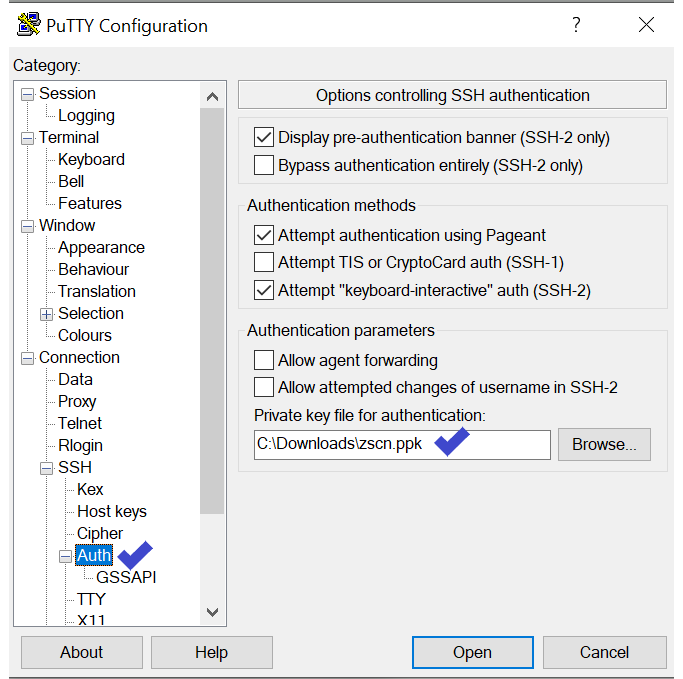 PuTTY Configuration
Category:
Session
Logging
Terminal
Keyboard
Bell
Features
Window
Appearance
Behaviour
Translation
Selection
Colours
Connection
Data
Proxy
Telnet
Rlogin
SSH
Kex
Host keys
Cipher
Auth
GSSAPI
TTY
X11
Options controlling SSH authentication
Display pre-authentication banner (SSH-2 only)
Bypass authentication entirely (SSH-2 only)
Authentication methods
Attempt authentication using Pageant
Attempt TIS or CryptoCard auth (SSH-1)
Attempt "keyboard-interactive" auth (SSH-2)
Authentication parameters
Allow agent forwarding
Allow attempted changes of username in SSH-2
Private key file for authentication:
C:\Downloads\zscn.ppk
Browse...
About
Help
Open
Cancel